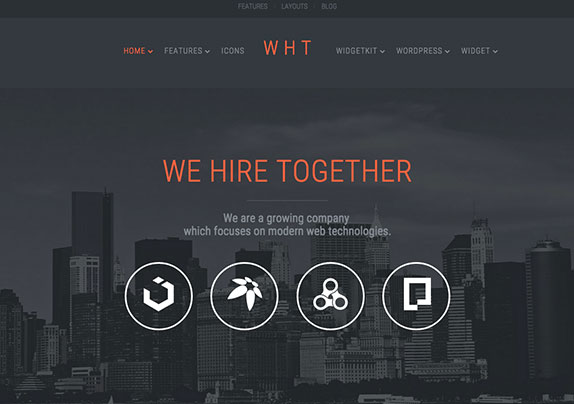 FEATURES LAYOUTS BLOG
HOME FEATURES ICONS WHT WIDGETKIT WORDPRESS WIDGET
WE HIRE TOGETHER
We are a growing company
which focuses on modern web technologies.